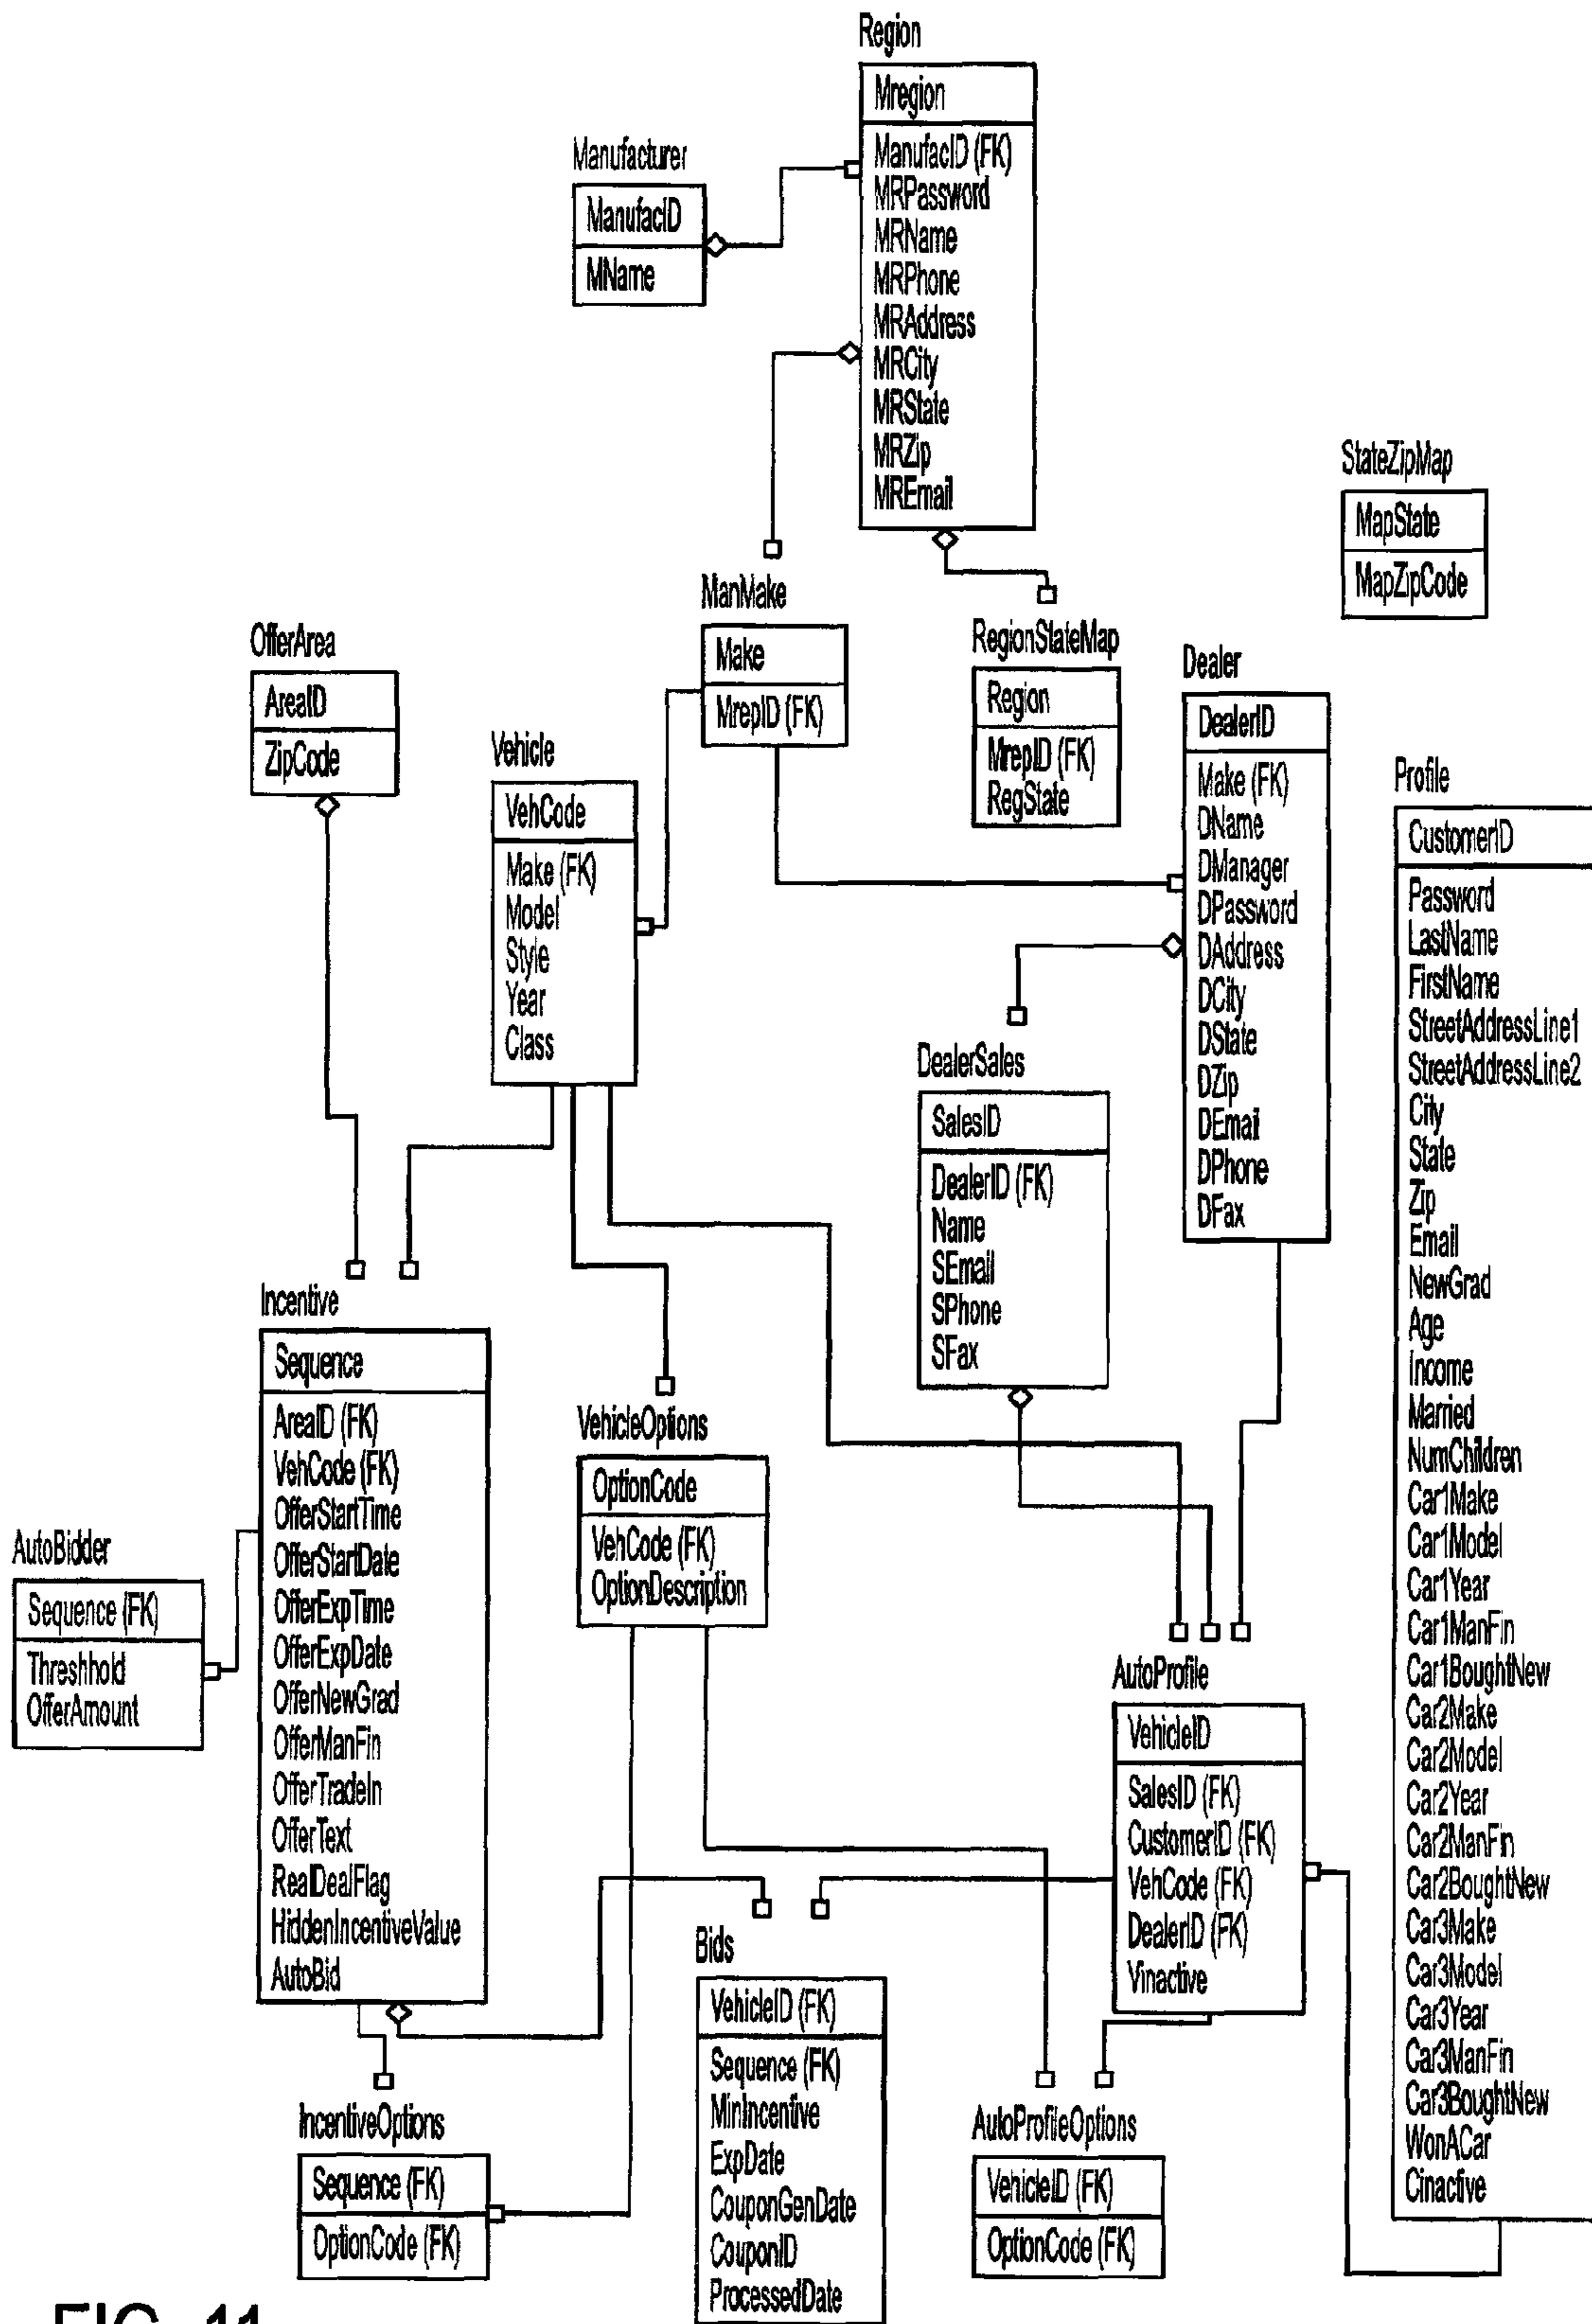 Region
Mregion
ManufacID (FK)
MRPassword
MRName
MRPhone
MRAddress
MRCity
MRState
MRZip
MREmail
Manufacturer
ManufacID
MName
StateZipMap
MapState
MapZipCode
ManMake
Make
MrepID (FK)
RegionStateMap
Region
MrepID (FK)
RegState
OfferArea
AreaID
ZipCode
Dealer
DealerID
Make (FK)
DName
DManager
DPassword
DAddress
DCity
DState
DZip
DEmail
DPhone
DFax
Vehicle
VehCode
Make (FK)
Model
Style
Year
Class
Profile
CustomerID
Password
LastName
FirstName
StreetAddressLine1
StreetAddressLine2
City
State
Zip
Email
NewGrad
Age
Income
Married
NumChildren
Car1Make
Car1Model
Car1Year
Car1ManFin
Car1BoughtNew
Car2Make
Car2Model
Car2Year
Car2ManFin
Car2BoughtNew
Car3Make
Car3Model
Car3Year
Car3ManFin
Car3BoughtNew
WonACar
Cinactive
DealerSales
SalesID
DealerID (FK)
Name
SEmail
SPhone
SFax
Incentive
Sequence
AreaID (FK)
VehCode (FK)
OfferStartTime
OfferStartDate
OfferExpTime
OfferExpDate
OfferNewGrad
OfferManFin
OfferTradeIn
OfferText
RealDealFlag
HiddenIncentiveValue
AutoBid
VehicleOptions
OptionCode
VehCode (FK)
OptionDescription
AutoBidder
Sequence (FK)
Threshhold
OfferAmount
AutoProfile
VehicleID
SalesID (FK)
CustomerID (FK)
VehCode (FK)
DealerID (FK)
Vinactive
Bids
VehicleID (FK)
Sequence (FK)
MinIncentive
ExpDate
CouponGenDate
CouponID
ProcessedDate
IncentiveOptions
Sequence (FK)
OptionCode (FK)
AutoProfileOptions
VehicleID (FK)
OptionCode (FK)
FIG. 11